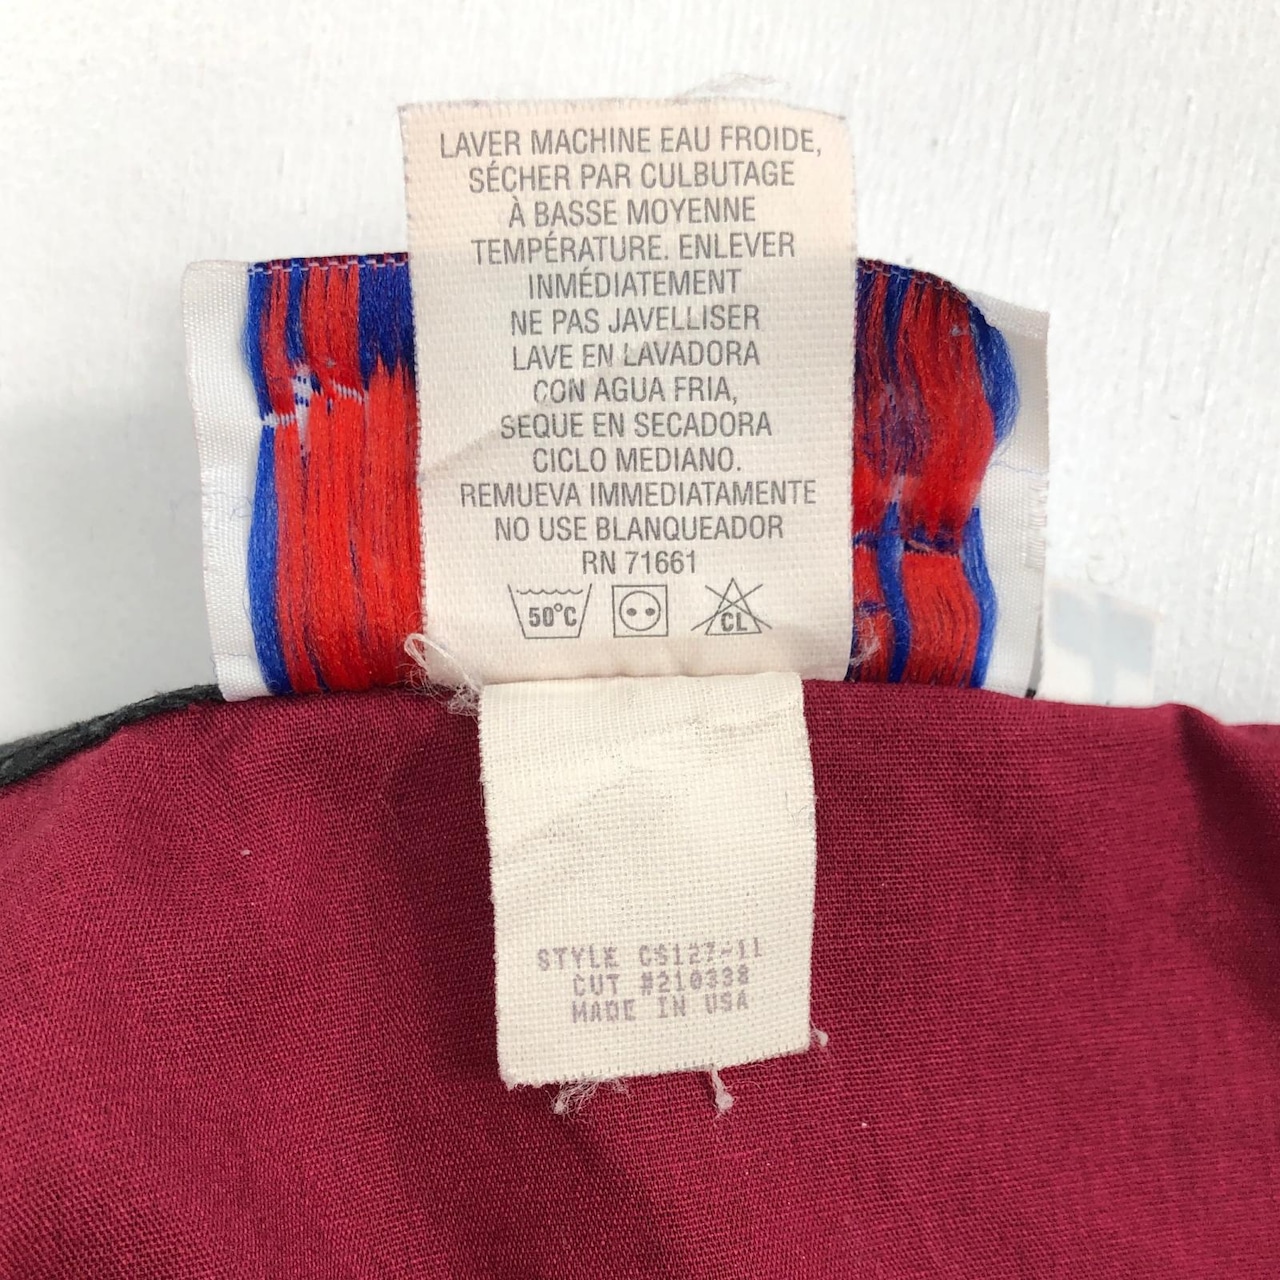 LAVER MACHINE EAU FROIDE,
SÉCHER PAR CULBUTAGE
À BASSE MOYENNE
TEMPÉRATURE. ENLEVER
INMÉDIATEMENT
NE PAS JAVELLISER
LAVE EN LAVADORA
CON AGUA FRIA,
SEQUE EN SECADORA
CICLO MEDIANO.
REMUEVA IMMEDIATAMENTE
NO USE BLANQUEADOR
RN 71661
50°C CL
STYLE CS127-11
CUT #210338
MADE IN USA